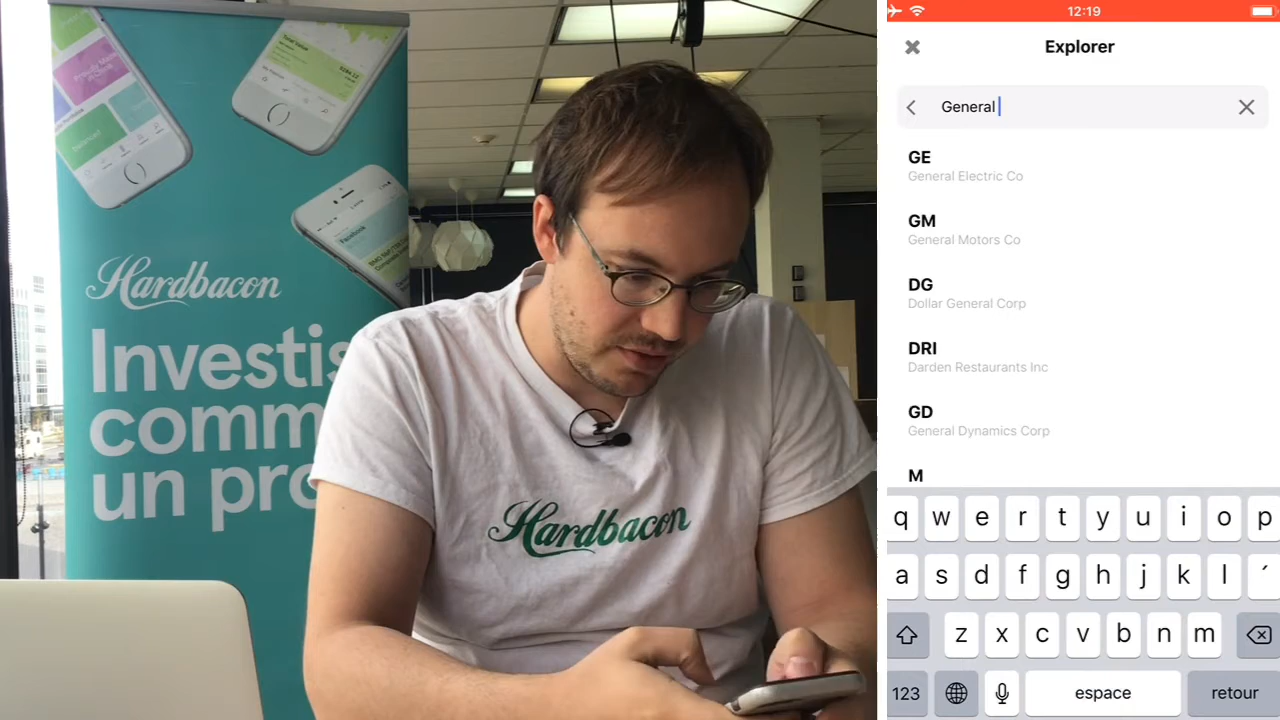 Hardbacon
Investis
comm
un pro
Hardbacon
12:19
Explorer
General
GE
General Electric Co
GM
General Motors Co
DG
Dollar General Corp
DRI
Darden Restaurants Inc
GD
General Dynamics Corp
M
q w e r t y u i o p
a s d f g h j k l ´
z x c v b n m
123 espace retour